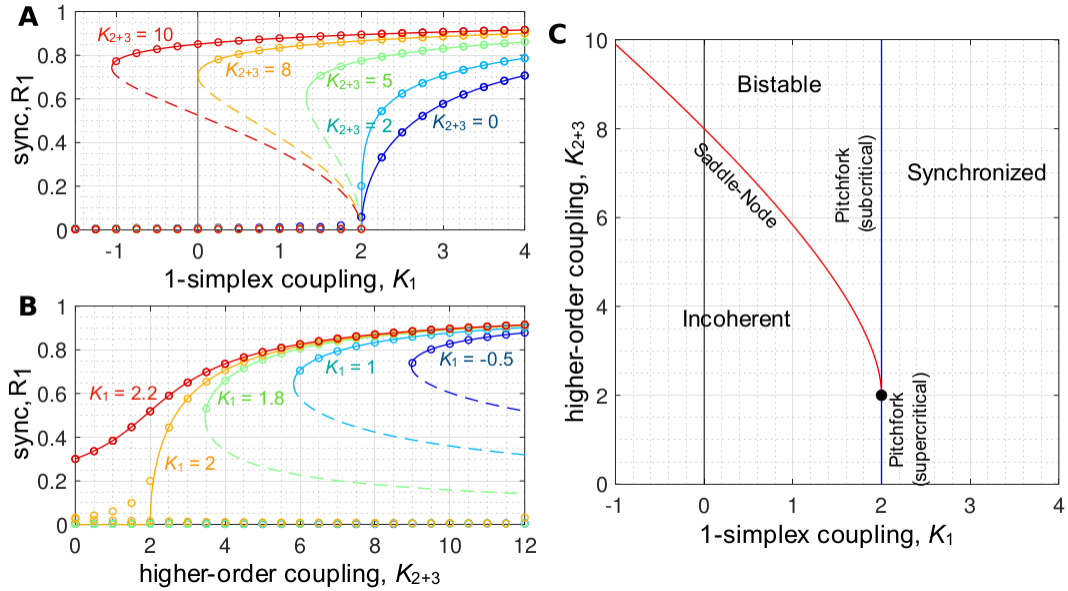 A
1
0.8
0.6
0.4
0.2
0
sync, R1
K2+3 = 10
K2+3 = 8
K2+3 = 5
K2+3 = 2
K2+3 = 0
-1 0 1 2 3 4
1-simplex coupling, K1
B
1
0.8
0.6
0.4
0.2
0
sync, R1
K1 = 2.2
K1 = 2
K1 = 1.8
K1 = 1
K1 = -0.5
0 2 4 6 8 10 12
higher-order coupling, K2+3
C
10
8
6
4
2
0
higher-order coupling, K2+3
Bistable
Saddle-Node
Pitchfork
(subcritical)
Synchronized
Incoherent
Pitchfork
(supercritical)
-1 0 1 2 3 4
1-simplex coupling, K1